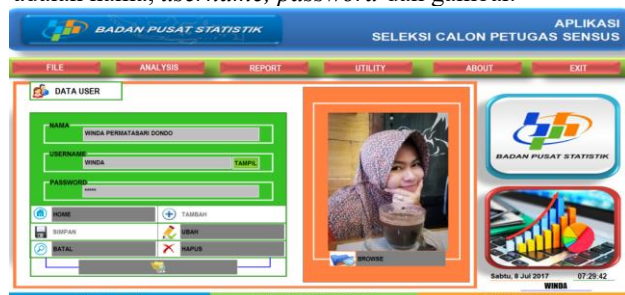 adalah nama, username, password dan gambar.
BADAN PUSAT STATISTIK
APLIKASI
SELEKSI CALON PETUGAS SENSUS
FILE ANALYSIS REPORT UTILITY ABOUT EXIT
DATA USER
NAMA
WINDA PERMATASARI DONDO
USERNAME
WINDA TAMPIL
PASSWORD
*****
HOME TAMBAH
SIMPAN UBAH
BATAL HAPUS
BROWSE
BADAN PUSAT STATISTIK
Sabtu, 8 Jul 2017 07:29:42
WINDA